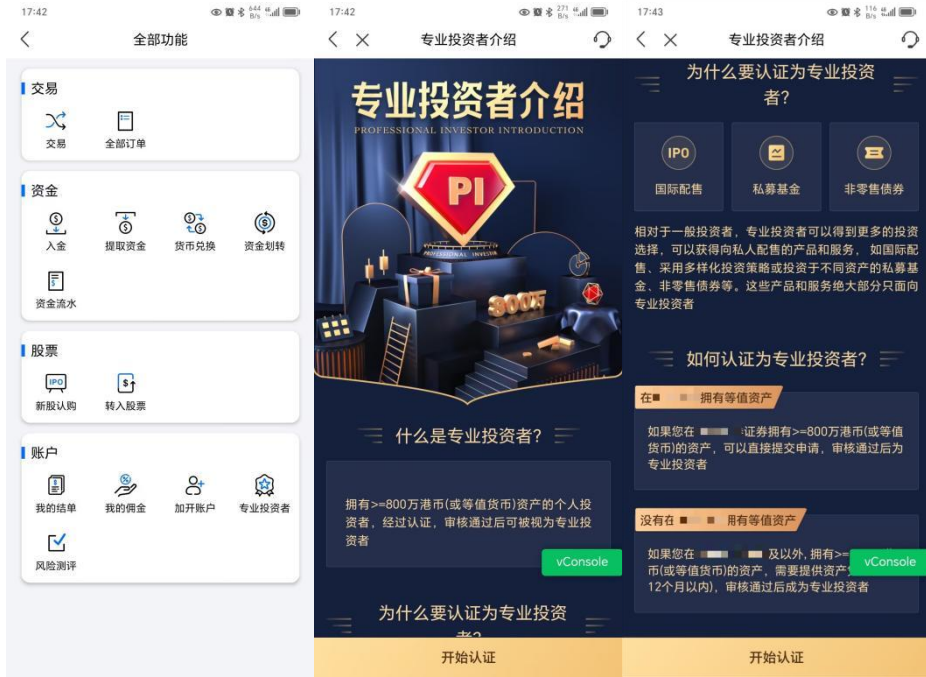 17:42
644 B/s
全部功能
交易
交易
全部订单
资金
入金
提取资金
货币兑换
资金划转
资金流水
股票
IPO
新股认购
转入股票
账户
我的结单
我的佣金
加开账户
专业投资者
风险测评
17:42
271 B/s
专业投资者介绍
专业投资者介绍
PROFESSIONAL INVESTOR INTRODUCTION
PI
PROFESSIONAL INVESTOR
800万
什么是专业投资者?
拥有>=800万港币(或等值货币)资产的个人投
资者，经过认证，审核通过后可被视为专业投
资者
vConsole
为什么要认证为专业投资
开始认证
17:43
116 B/s
专业投资者介绍
为什么要认证为专业投资
者?
IPO
国际配售
私募基金
非零售债券
相对于一般投资者，专业投资者可以得到更多的投资
选择，可以获得向私人配售的产品和服务， 如国际配
售、采用多样化投资策略或投资于不同资产的私募基
金、非零售债券等。这些产品和服务绝大部分只面向
专业投资者
如何认证为专业投资者?
在 拥有等值资产
如果您在 证券拥有>=800万港币(或等值
货币)的资产，可以直接提交申请，审核通过后为
专业投资者
没有在 拥有等值资产
如果您在 及以外, 拥有>=
币(或等值货币)的资产，需要提供资产
12个月以内)，审核通过后成为专业投资者
vConsole
开始认证